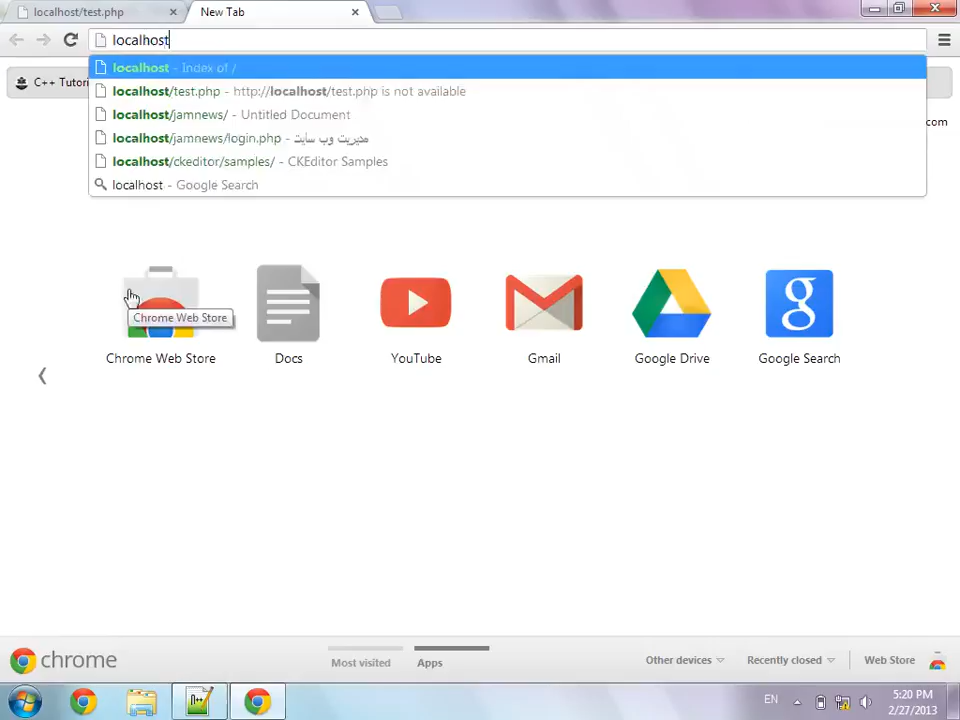 localhost/test.php
New Tab
localhost
C++ Tutori
localhost - Index of /
localhost/test.php - http://localhost/test.php is not available
localhost/jamnews/ - Untitled Document
localhost/jamnews/login.php - مدیریت وب سایت
localhost/ckeditor/samples/ - CKEditor Samples
localhost - Google Search
com
Chrome Web Store
Chrome Web Store
Docs
YouTube
Gmail
Google Drive
Google Search
chrome
Most visited
Apps
Other devices
Recently closed
Web Store
EN
5:20 PM
2/27/2013